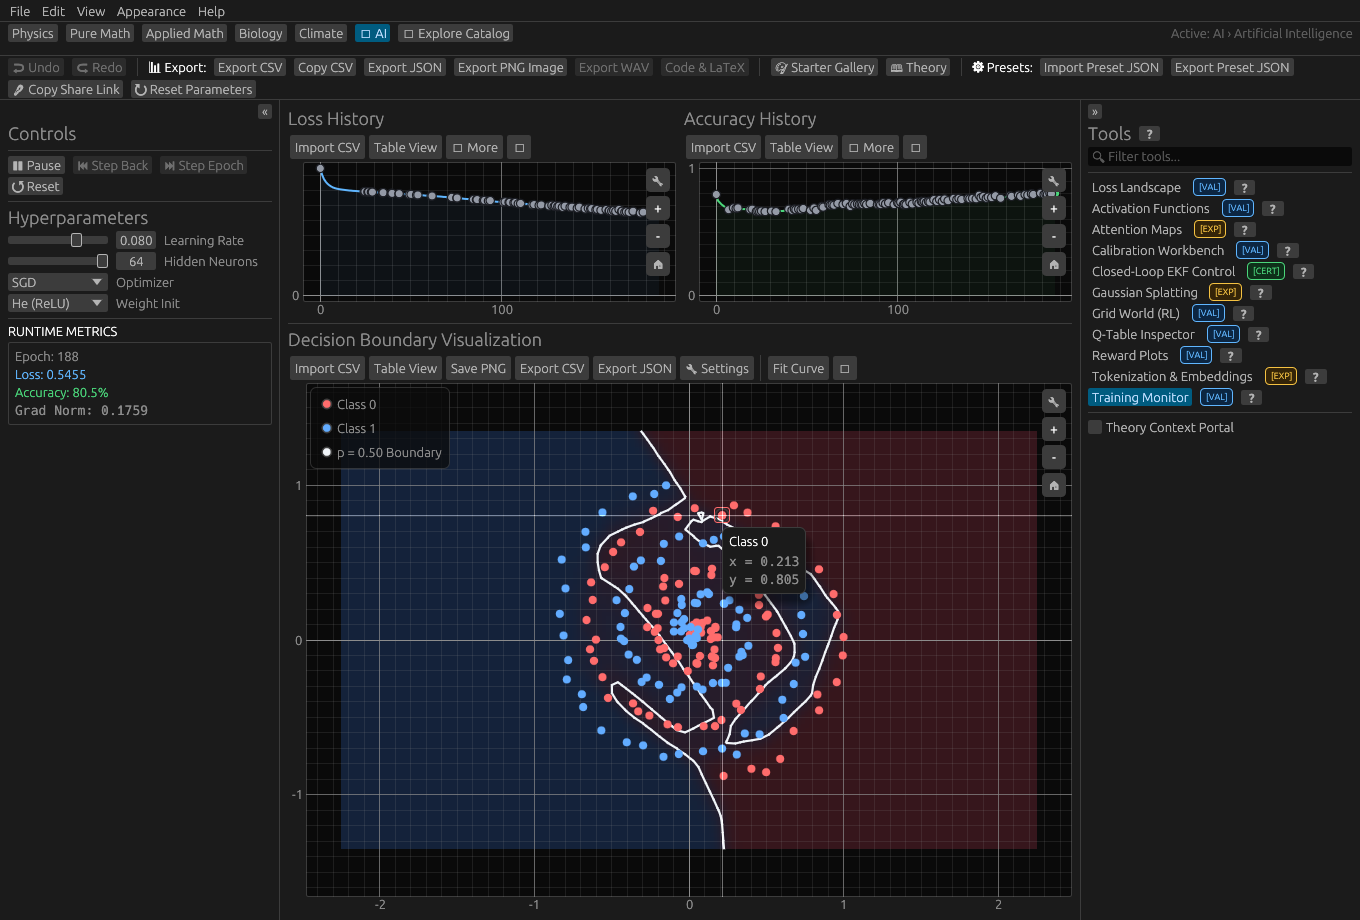 File Edit View Appearance Help
Physics Pure Math Applied Math Biology Climate AI Explore Catalog Active: AI › Artificial Intelligence
Undo Redo Export: Export CSV Copy CSV Export JSON Export PNG Image Export WAV Code & LaTeX Starter Gallery Theory Presets: Import Preset JSON Export Preset JSON
Copy Share Link Reset Parameters
«
Controls
Pause Step Back Step Epoch
Reset
Hyperparameters
0.080 Learning Rate
64 Hidden Neurons
SGD Optimizer
He (ReLU) Weight Init
RUNTIME METRICS
Epoch: 188
Loss: 0.5455
Accuracy: 80.5%
Grad Norm: 0.1759
Loss History
Import CSV Table View More
+
-
0
0 100
Accuracy History
Import CSV Table View More
1
+
-
0
0 100
Decision Boundary Visualization
Import CSV Table View Save PNG Export CSV Export JSON Settings Fit Curve
Class 0
Class 1
p = 0.50 Boundary
+
-
1
0
-1
-2 -1 0 1 2
Class 0
x = 0.213
y = 0.805
»
Tools ?
Filter tools...
Loss Landscape [VAL] ?
Activation Functions [VAL] ?
Attention Maps [EXP] ?
Calibration Workbench [VAL] ?
Closed-Loop EKF Control [CERT] ?
Gaussian Splatting [EXP] ?
Grid World (RL) [VAL] ?
Q-Table Inspector [VAL] ?
Reward Plots [VAL] ?
Tokenization & Embeddings [EXP] ?
Training Monitor [VAL] ?
Theory Context Portal